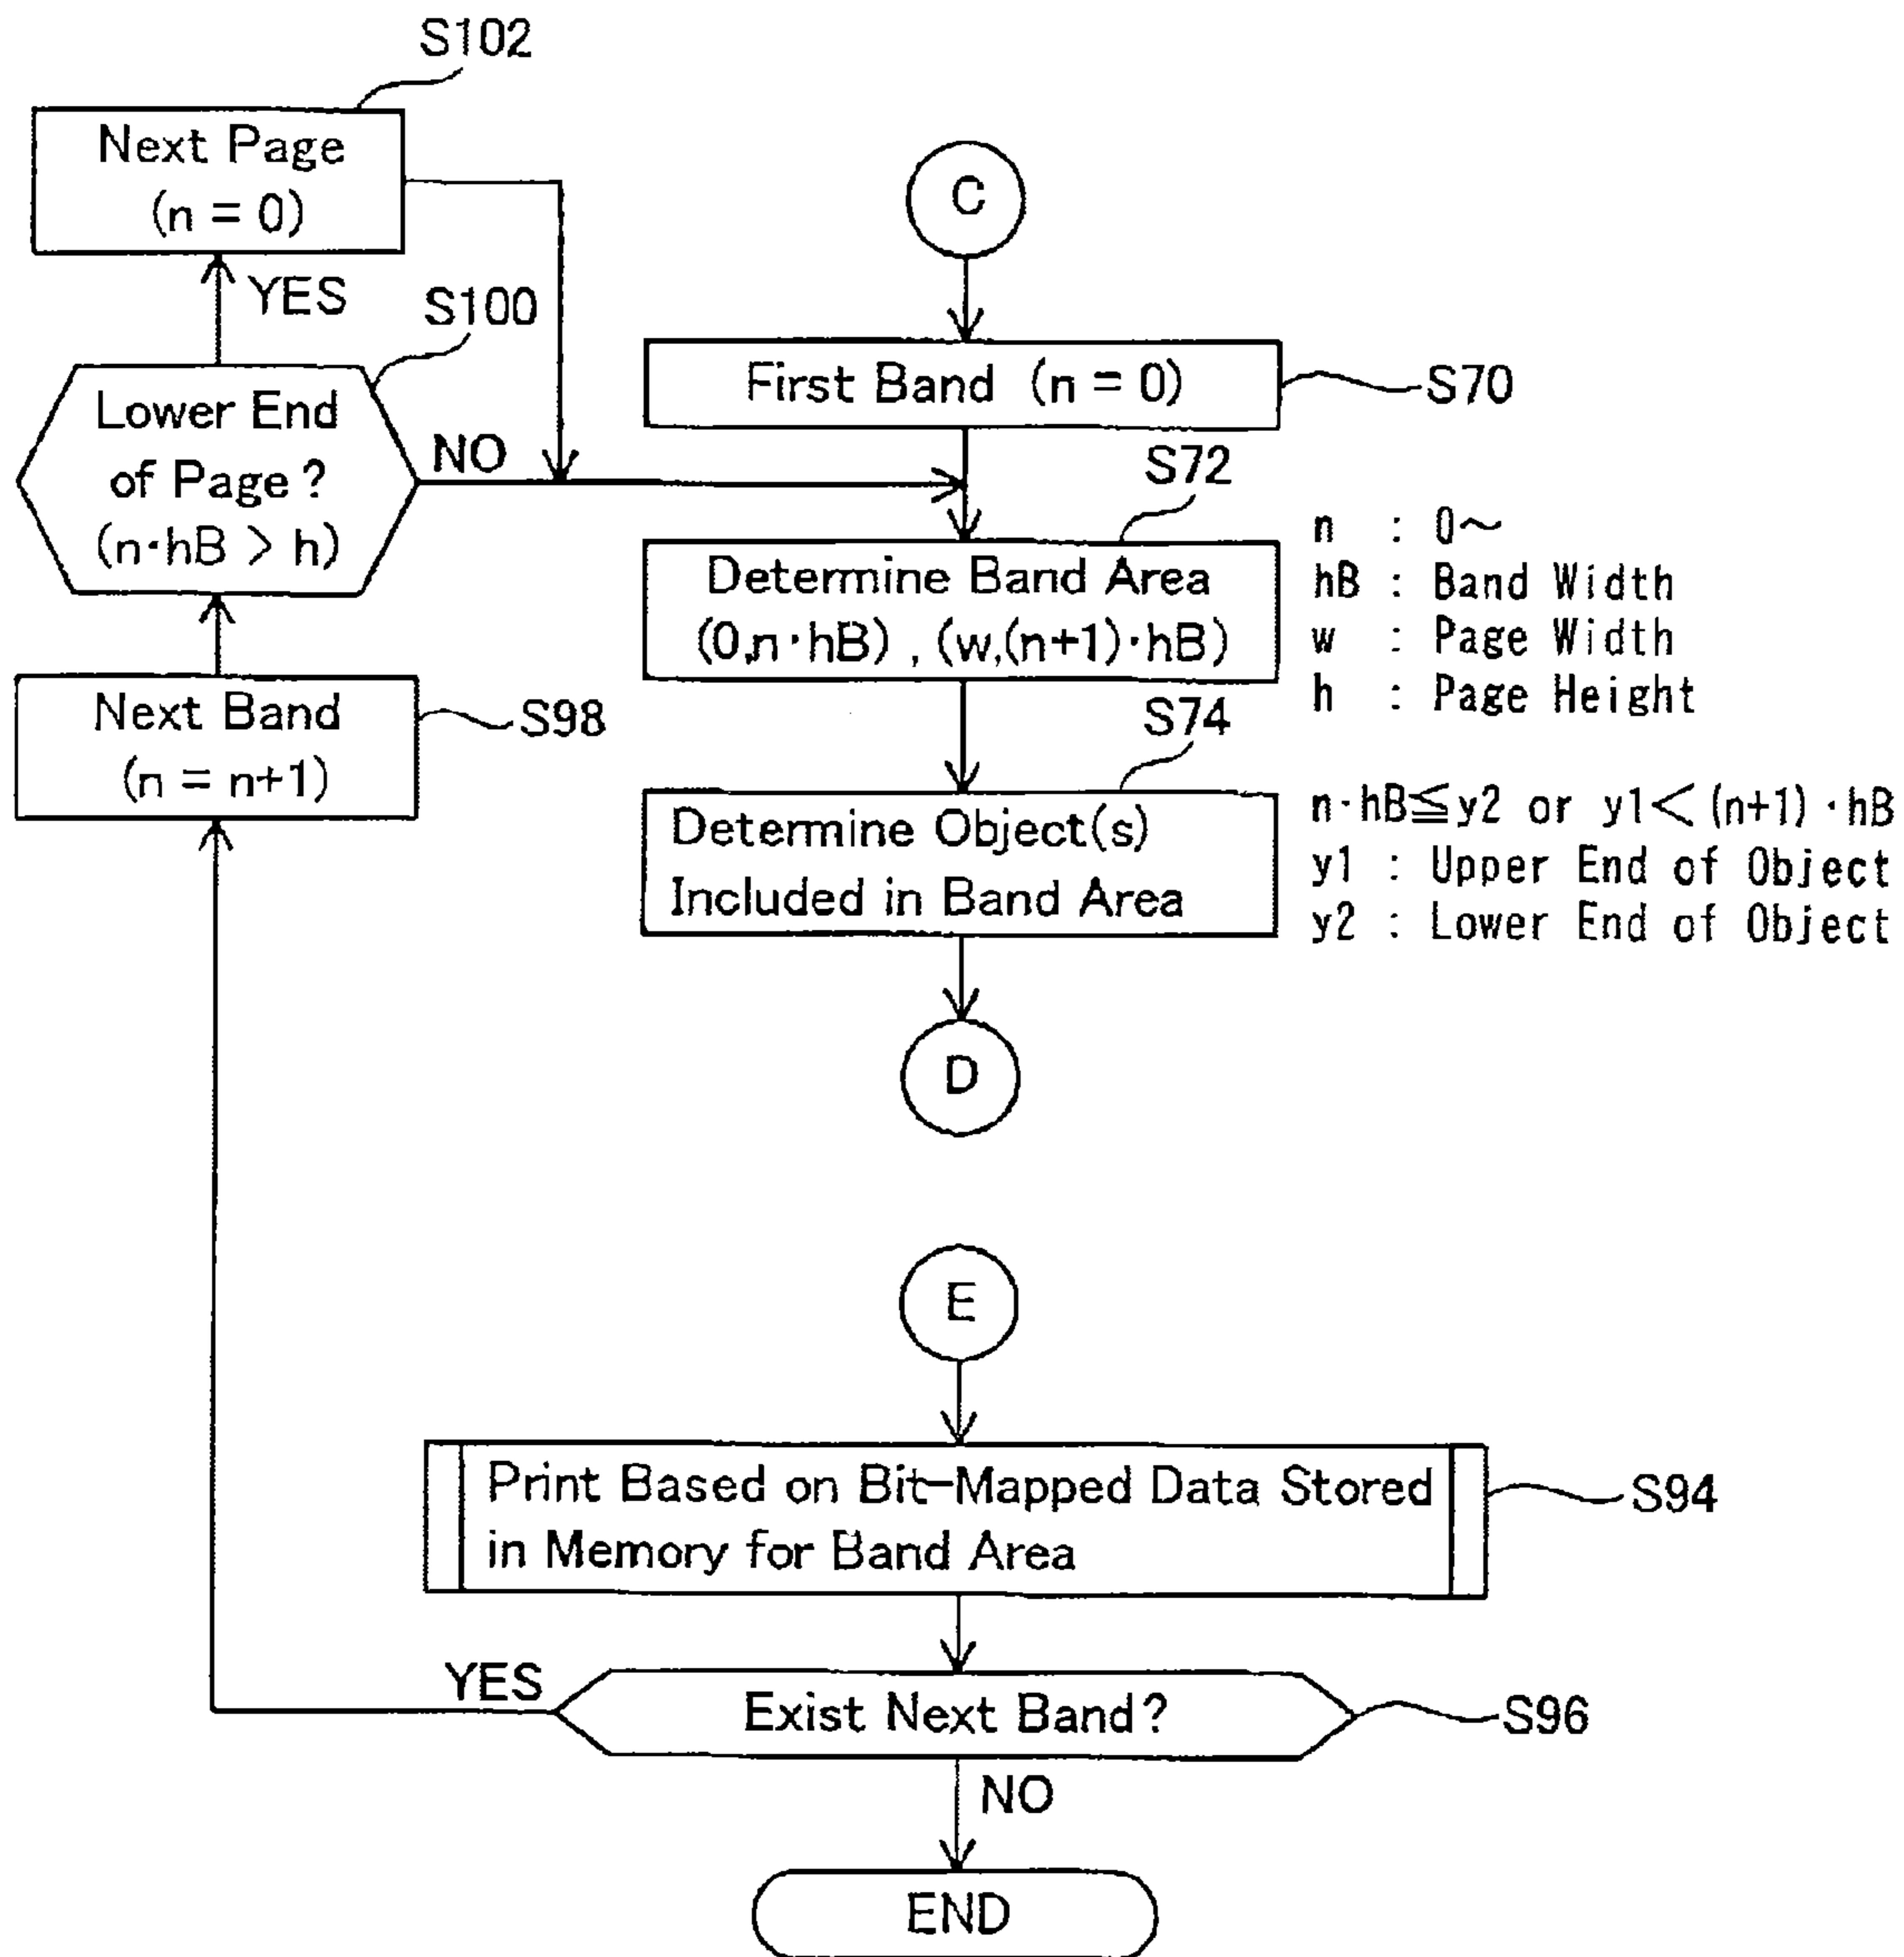 S102
Next Page
(n = 0)
YES
S100
Lower End
of Page?
(n·hB > h)
NO
Next Band
(n = n+1)
S98
C
First Band (n = 0)
S70
S72
Determine Band Area
(0,n·hB) , (w,(n+1)·hB)
n : 0~
hB : Band Width
w : Page Width
h : Page Height
S74
Determine Object(s)
Included in Band Area
n·hB≦y2 or y1<(n+1)·hB
y1 : Upper End of Object
y2 : Lower End of Object
D
E
Print Based on Bit-Mapped Data Stored
in Memory for Band Area
S94
YES
Exist Next Band?
S96
NO
END